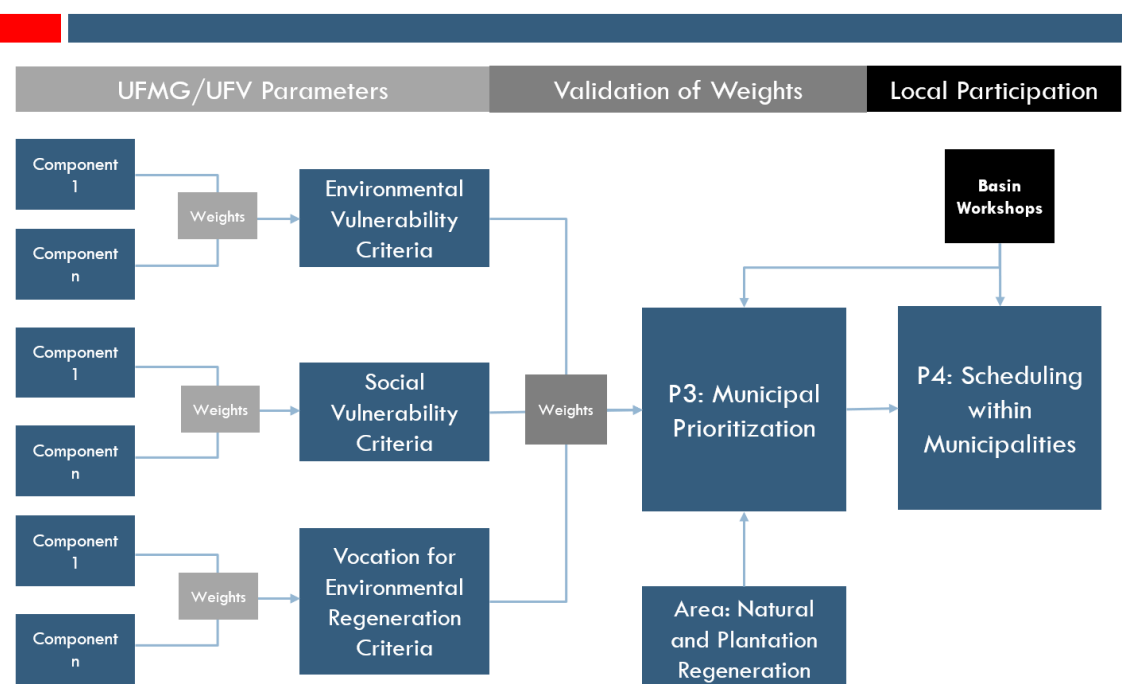 UFMG/UFV Parameters
Validation of Weights
Local Participation
Component
1
Weights
Component
n
Environmental
Vulnerability
Criteria
Component
1
Weights
Component
n
Social
Vulnerability
Criteria
Component
1
Weights
Component
n
Vocation for
Environmental
Regeneration
Criteria
Weights
Basin
Workshops
P3: Municipal
Prioritization
P4: Scheduling
within
Municipalities
Area: Natural
and Plantation
Regeneration